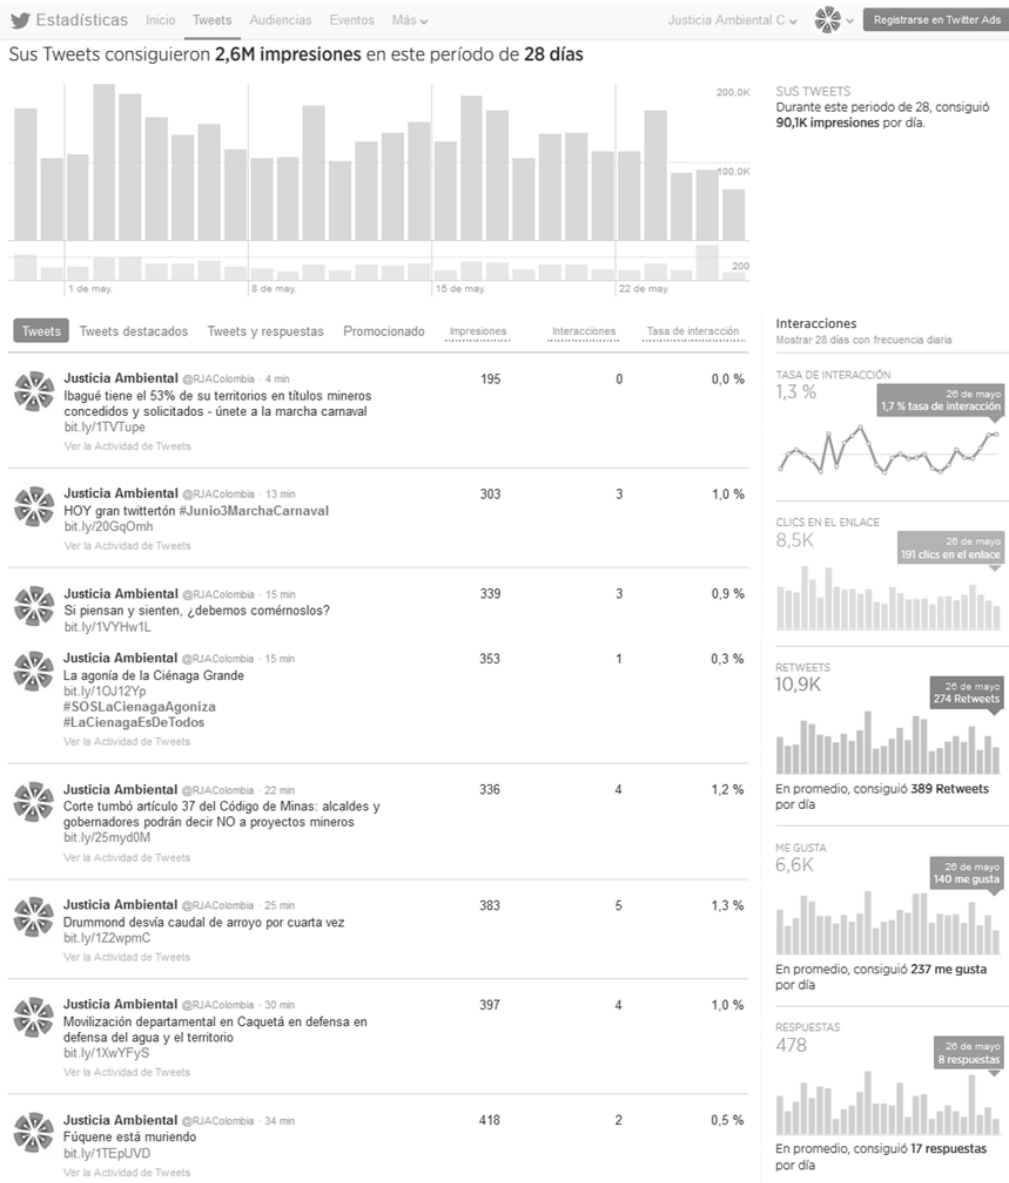 Estadísticas Inicio Tweets Audiencias Eventos Más Justicia Ambiental C Registrarse en Twitter Ads
Sus Tweets consiguieron 2,6M impresiones en este período de 28 días
200,0K
100,0K
200
1 de may. 8 de may. 15 de may. 22 de may.
SUS TWEETS
Durante este periodo de 28, consiguió
90,1K impresiones por día.
Tweets Tweets destacados Tweets y respuestas Promocionado Impresiones Interacciones Tasa de interacción
Justicia Ambiental @RJAColombia · 4 min 195 0 0,0 %
Ibagué tiene el 53% de su territorios en títulos mineros
concedidos y solicitados - únete a la marcha carnaval
bit.ly/1TVTupe
Ver la Actividad de Tweets
Justicia Ambiental @RJAColombia · 13 min 303 3 1,0 %
HOY gran twittertón #Junio3MarchaCarnaval
bit.ly/20GqOmh
Ver la Actividad de Tweets
Justicia Ambiental @RJAColombia · 15 min 339 3 0,9 %
Si piensan y sienten, ¿debemos comérnoslos?
bit.ly/1VYHw1L
Justicia Ambiental @RJAColombia · 15 min 353 1 0,3 %
La agonía de la Ciénaga Grande
bit.ly/1OJ12Yp
#SOSLaCienagaAgoniza
#LaCienagaEsDeTodos
Ver la Actividad de Tweets
Justicia Ambiental @RJAColombia · 22 min 336 4 1,2 %
Corte tumbó artículo 37 del Código de Minas: alcaldes y
gobernadores podrán decir NO a proyectos mineros
bit.ly/25myd0M
Ver la Actividad de Tweets
Justicia Ambiental @RJAColombia · 25 min 383 5 1,3 %
Drummond desvía caudal de arroyo por cuarta vez
bit.ly/1Z2wpmC
Ver la Actividad de Tweets
Justicia Ambiental @RJAColombia · 30 min 397 4 1,0 %
Movilización departamental en Caquetá en defensa en
defensa del agua y el territorio
bit.ly/1XwYFyS
Ver la Actividad de Tweets
Justicia Ambiental @RJAColombia · 34 min 418 2 0,5 %
Fúquene está muriendo
bit.ly/1TEpUVD
Ver la Actividad de Tweets
Interacciones
Mostrar 28 días con frecuencia diaria
TASA DE INTERACCIÓN
1,3 %
26 de mayo
1,7 % tasa de interacción
CLICS EN EL ENLACE
8,5K
26 de mayo
191 clics en el enlace
RETWEETS
10,9K
26 de mayo
274 Retweets
En promedio, consiguió 389 Retweets
por día
ME GUSTA
6,6K
26 de mayo
140 me gusta
En promedio, consiguió 237 me gusta
por día
RESPUESTAS
478
26 de mayo
8 respuestas
En promedio, consiguió 17 respuestas
por día